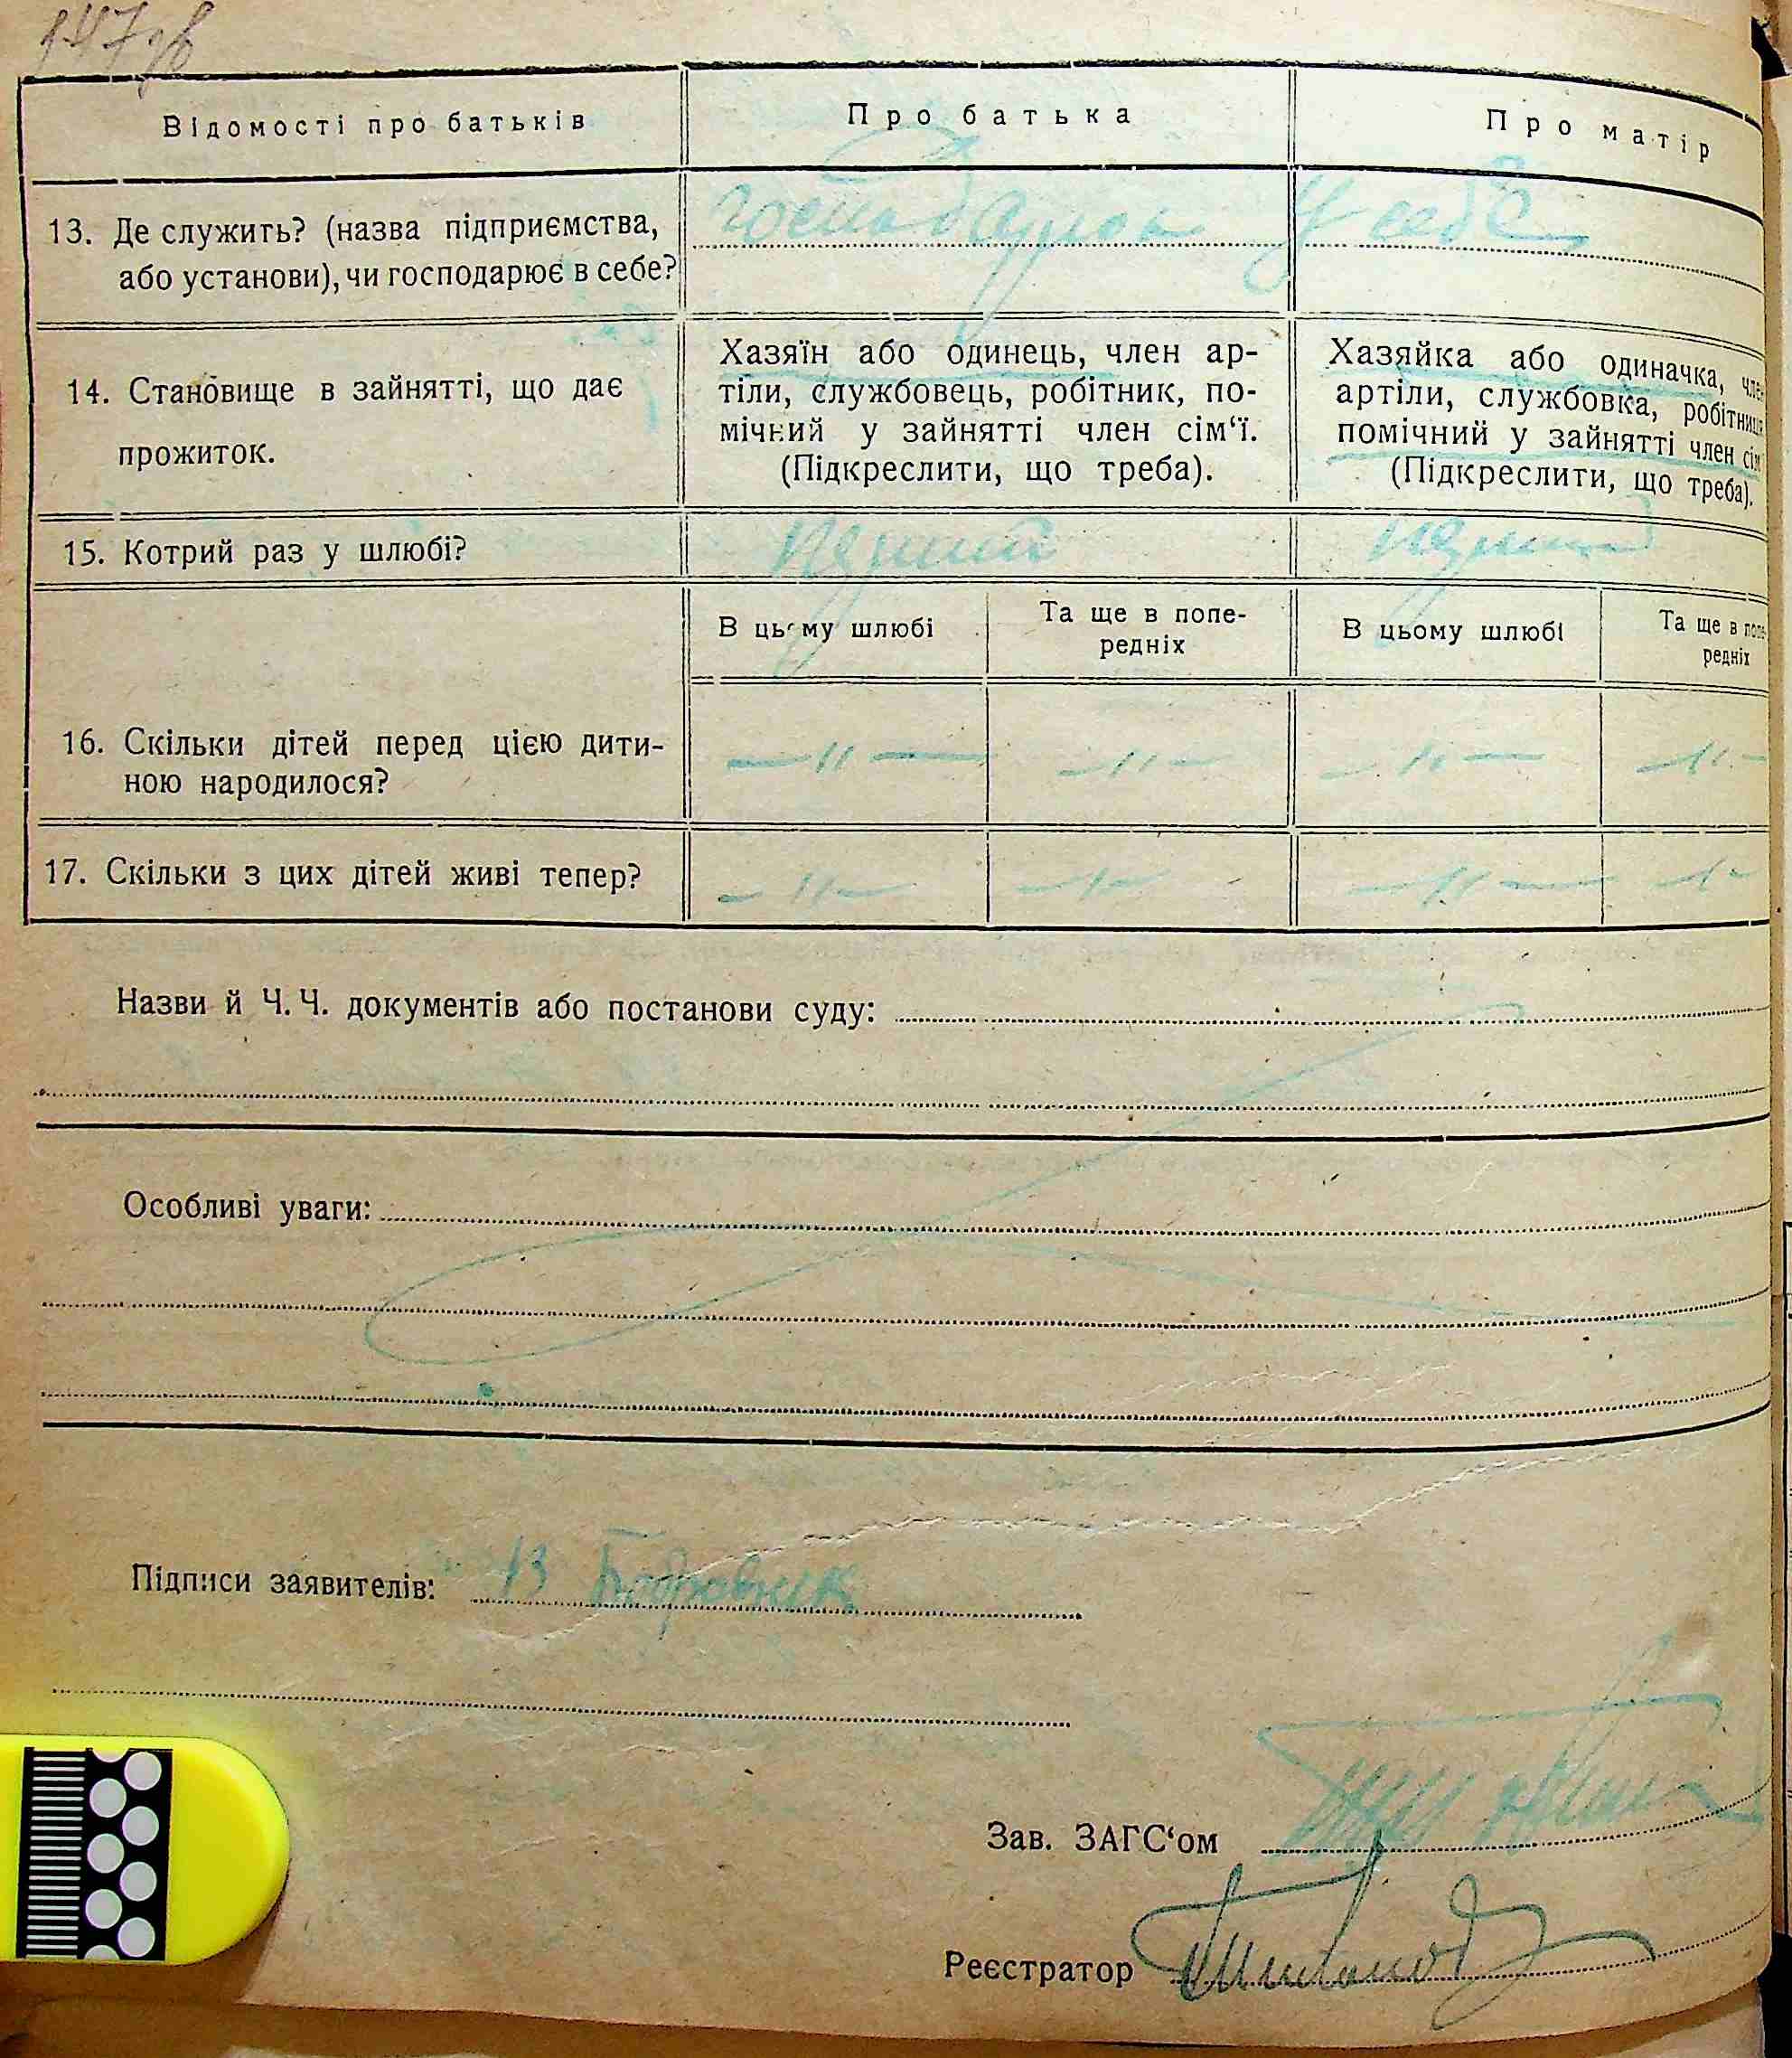 147зв
Відомості про батьків
Про батька
Про матір
13. Де служить? (назва підприємства,
або установи), чи господарює в себе?
господарює у себе
14. Становище в зайнятті, що дає
прожиток.
Хазяїн або одинець, член ар-
тіли, службовець, робітник, по-
мічний у зайнятті член сім‘ї.
(Підкреслити, що треба).
Хазяйка або одиначка, член
артіли, службовка, робітниця
помічний у зайнятті член сім
(Підкреслити, що треба).
15. Котрий раз у шлюбі?
перший
перший
В цьому шлюбі
Та ще в попе-
редніх
В цьому шлюбі
Та ще в попе-
редніх
16. Скільки дітей перед цією дити-
ною народилося?
— 〃 — — 〃 — — 〃 — — 〃 —
17. Скільки з цих дітей живі тепер?
— 〃 — — 〃 — — 〃 — — 〃 —
Назви й Ч. Ч. документів або постанови суду:
Особливі уваги:
Підписи заявителів: Бобровник
Зав. ЗАГС‘ом
Реєстратор